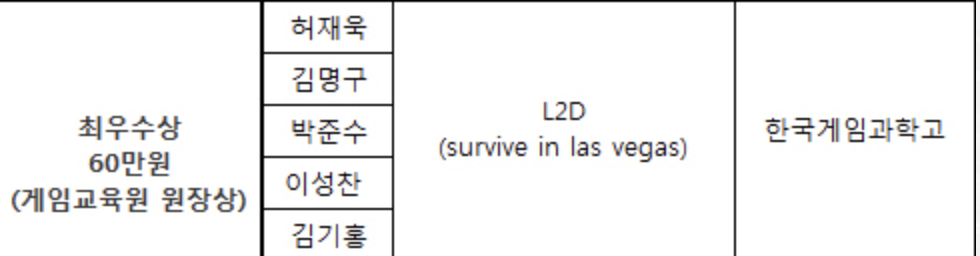 최우수상
60만원
(게임교육원 원장상)
허재욱
김명구
박준수
이성찬
김기홍
L2D
(survive in las vegas)
한국게임과학고